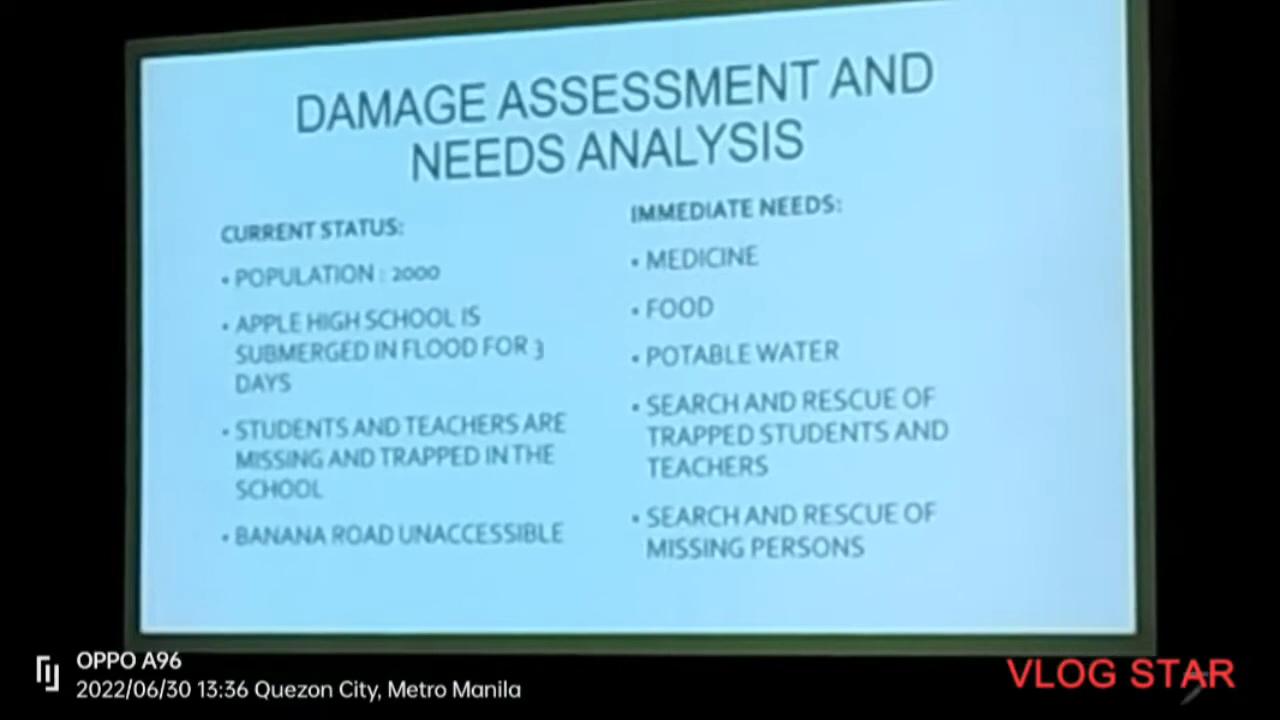 DAMAGE ASSESSMENT AND
NEEDS ANALYSIS
CURRENT STATUS:
• POPULATION : 2000
• APPLE HIGH SCHOOL IS
SUBMERGED IN FLOOD FOR 3
DAYS
• STUDENTS AND TEACHERS ARE
MISSING AND TRAPPED IN THE
SCHOOL
• BANANA ROAD UNACCESSIBLE
IMMEDIATE NEEDS:
• MEDICINE
• FOOD
• POTABLE WATER
• SEARCH AND RESCUE OF
TRAPPED STUDENTS AND
TEACHERS
• SEARCH AND RESCUE OF
MISSING PERSONS
OPPO A96
2022/06/30 13:36 Quezon City, Metro Manila
VLOG STAR